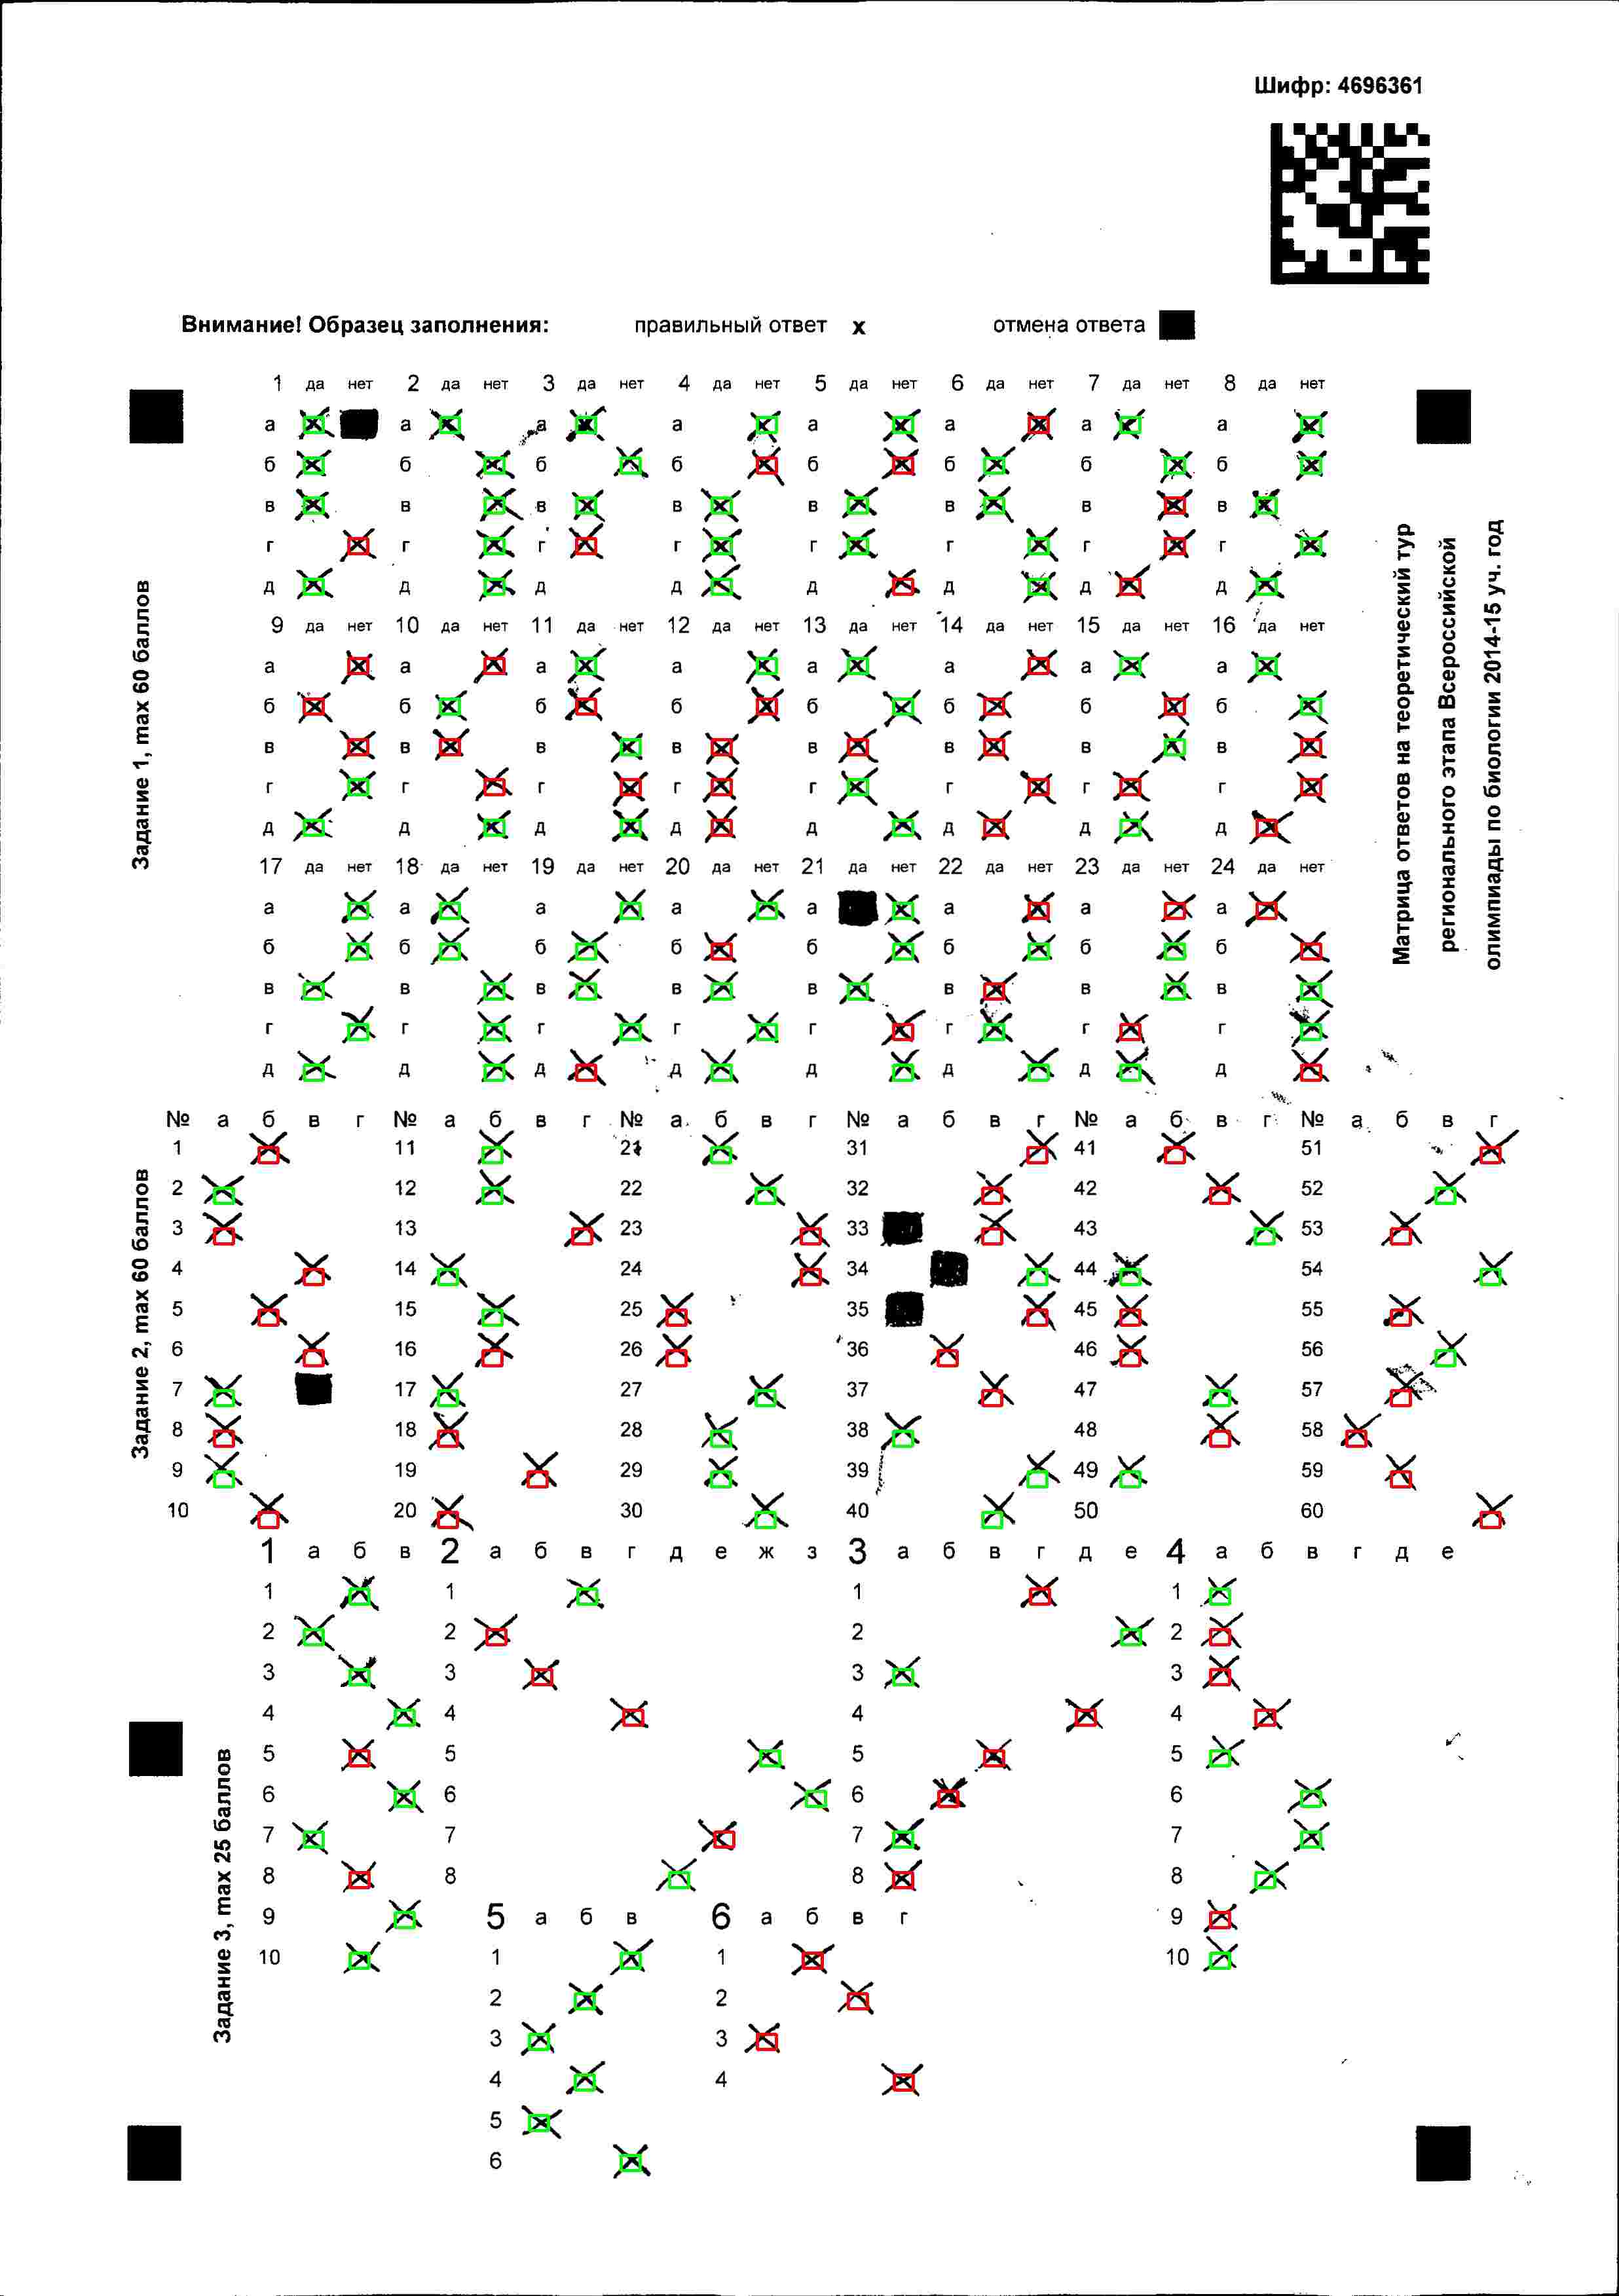 Шифр: 4696361
Внимание! Образец заполнения: правильный ответ x отмена ответа
1 да нет 2 да нет 3 да нет 4 да нет 5 да нет 6 да нет 7 да нет 8 да нет
а а а а а а а а
б б б б б б б б
в в в в в в в в
г г г г г г г г
д д д д д д д д
9 да нет 10 да нет 11 да нет 12 да нет 13 да нет 14 да нет 15 да нет 16 да нет
а а а а а а а а
б б б б б б б б
в в в в в в в в
г г г г г г г г
д д д д д д д д
17 да нет 18 да нет 19 да нет 20 да нет 21 да нет 22 да нет 23 да нет 24 да нет
а а а а а а а а
б б б б б б б б
в в в в в в в в
г г г г г г г г
д д д д д д д д
Задание 1, max 60 баллов
Матрица ответов на теоретический тур
регионального этапа Всероссийской
олимпиады по биологии 2014-15 уч. год
№ а б в г № а б в г № а б в г № а б в г № а б в г № а б в г
1 11 21 31 41 51
2 12 22 32 42 52
3 13 23 33 43 53
4 14 24 34 44 54
5 15 25 35 45 55
6 16 26 36 46 56
7 17 27 37 47 57
8 18 28 38 48 58
9 19 29 39 49 59
10 20 30 40 50 60
Задание 2, max 60 баллов
1 а б в 2 а б в г д е ж з 3 а б в г д е 4 а б в г д е
1 1 1 1
2 2 2 2
3 3 3 3
4 4 4 4
5 5 5 5
6 6 6 6
7 7 7 7
8 8 8 8
9 5 а б в 6 а б в г 9
10 1 1 10
2 2
3 3
4 4
5
6
Задание 3, max 25 баллов